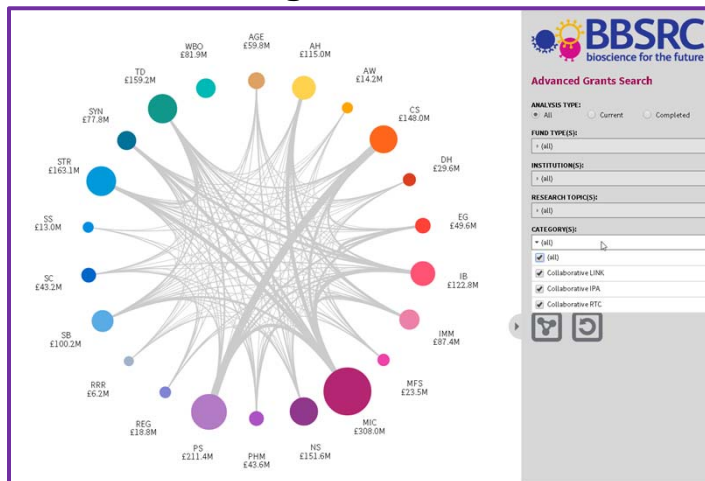 AGE
£59.8M
AH
£115.0M
AW
£14.2M
CS
£148.0M
DH
£29.6M
EG
£49.6M
IB
£122.8M
IMM
£87.4M
MFS
£23.5M
MIC
£308.0M
NS
£151.6M
PHM
£43.6M
PS
£211.4M
REG
£18.8M
RRR
£6.2M
SB
£100.2M
SC
£43.2M
SS
£13.0M
STR
£163.1M
SYN
£77.8M
TD
£159.2M
WBO
£81.9M
BBSRC
bioscience for the future
Advanced Grants Search
ANALYSIS TYPE:
All Current Completed
FUND TYPE(S):
(all)
INSTITUTION(S):
(all)
RESEARCH TOPIC(S):
(all)
CATEGORY(S):
(all)
(all)
Collaborative LINK
Collaborative IPA
Collaborative RTC